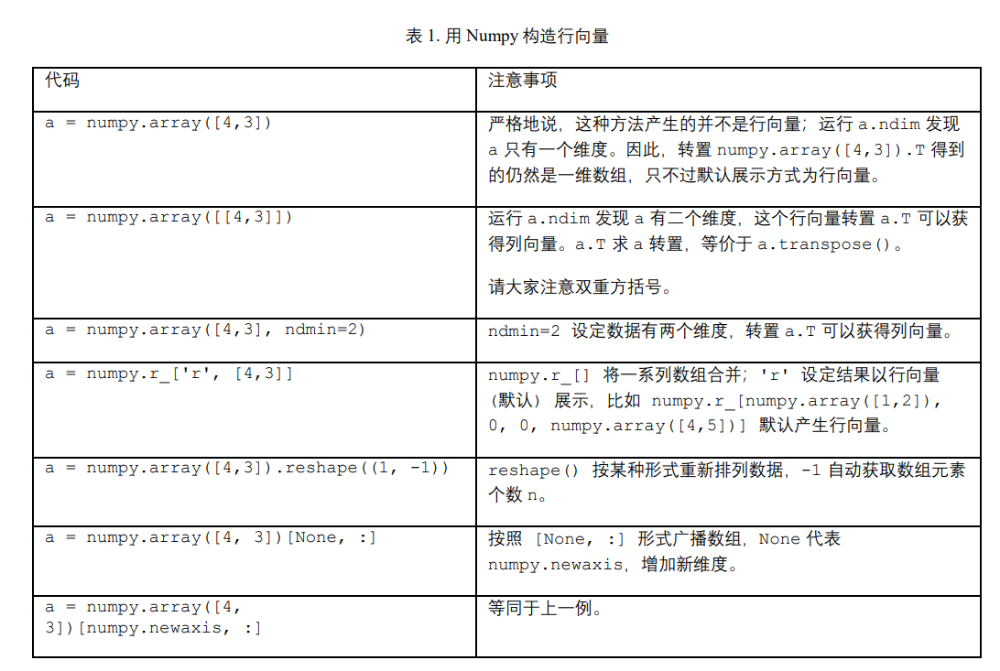 表 1. 用 Numpy 构造行向量
代码
注意事项
a = numpy.array([4,3])
严格地说，这种方法产生的并不是行向量；运行 a.ndim 发现
a 只有一个维度。因此，转置 numpy.array([4,3]).T 得到
的仍然是一维数组，只不过默认展示方式为行向量。
a = numpy.array([[4,3]])
运行 a.ndim 发现 a 有二个维度，这个行向量转置 a.T 可以获
得列向量。a.T 求 a 转置，等价于 a.transpose()。
请大家注意双重方括号。
a = numpy.array([4,3], ndmin=2)
ndmin=2 设定数据有两个维度，转置 a.T 可以获得列向量。
a = numpy.r_['r', [4,3]]
numpy.r_[] 将一系列数组合并；'r' 设定结果以行向量
(默认) 展示，比如 numpy.r_[numpy.array([1,2]),
0, 0, numpy.array([4,5])] 默认产生行向量。
a = numpy.array([4,3]).reshape((1, -1))
reshape() 按某种形式重新排列数据，-1 自动获取数组元素
个数 n。
a = numpy.array([4, 3])[None, :]
按照 [None, :] 形式广播数组，None 代表
numpy.newaxis，增加新维度。
a = numpy.array([4,
3])[numpy.newaxis, :]
等同于上一例。